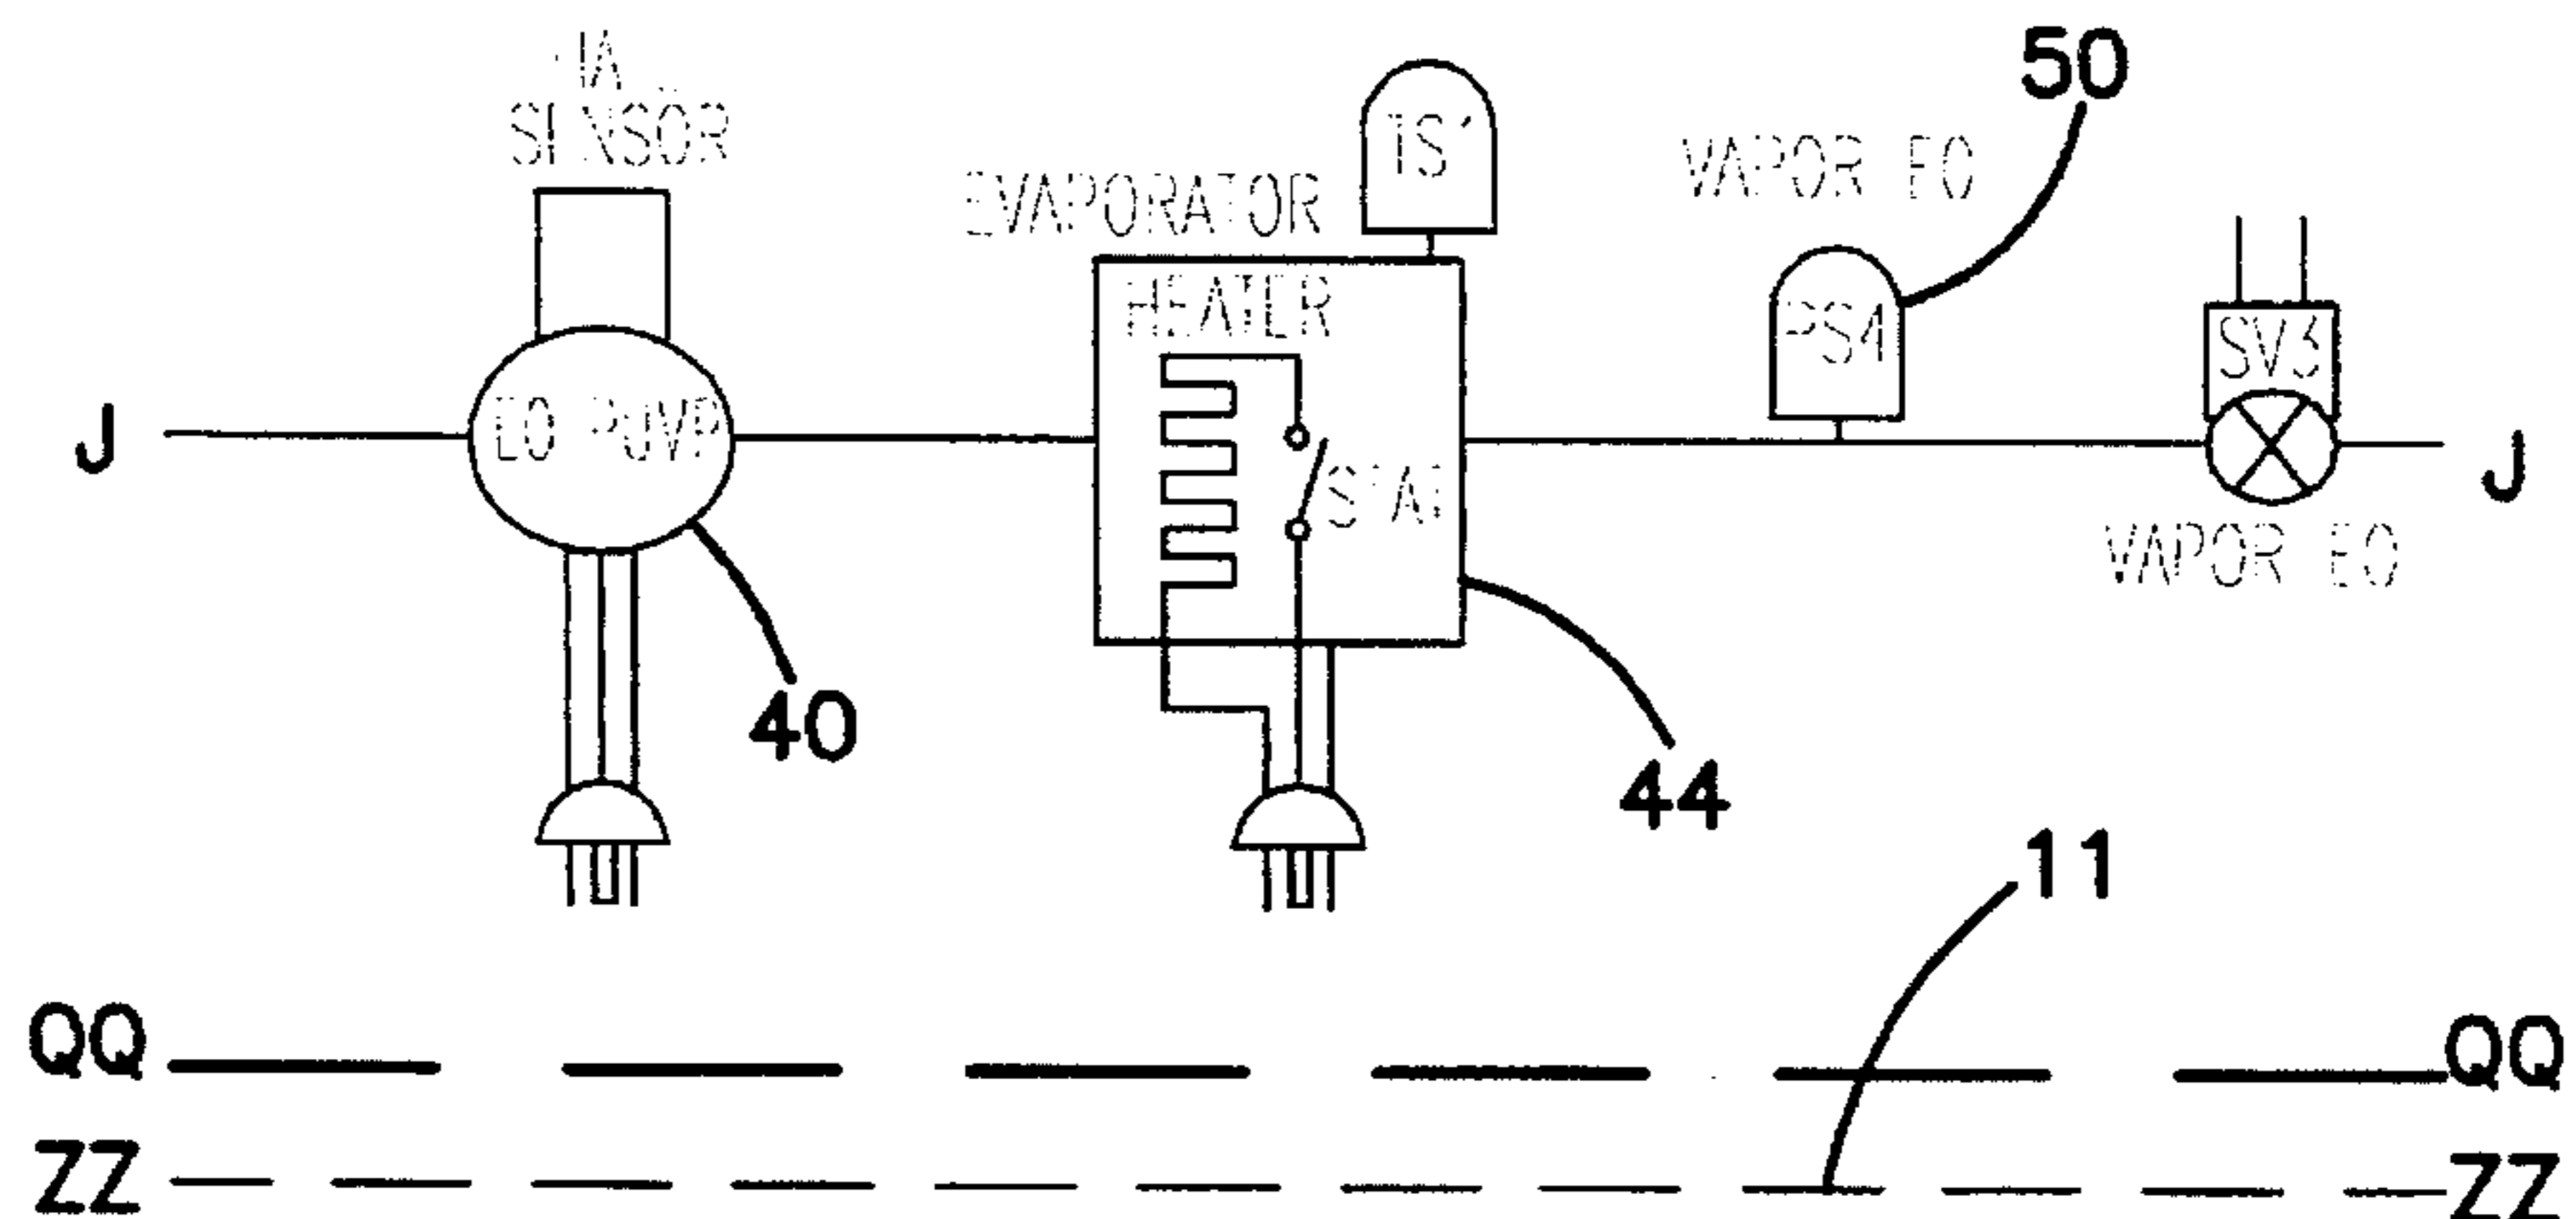 SENSOR
50
TS1
VAPOR EO
EVAPORATOR
HEATER
PS4
SV3
J
EO PUMP
STAT
J
VAPOR EO
40
44
11
QQ
QQ
ZZ
ZZ